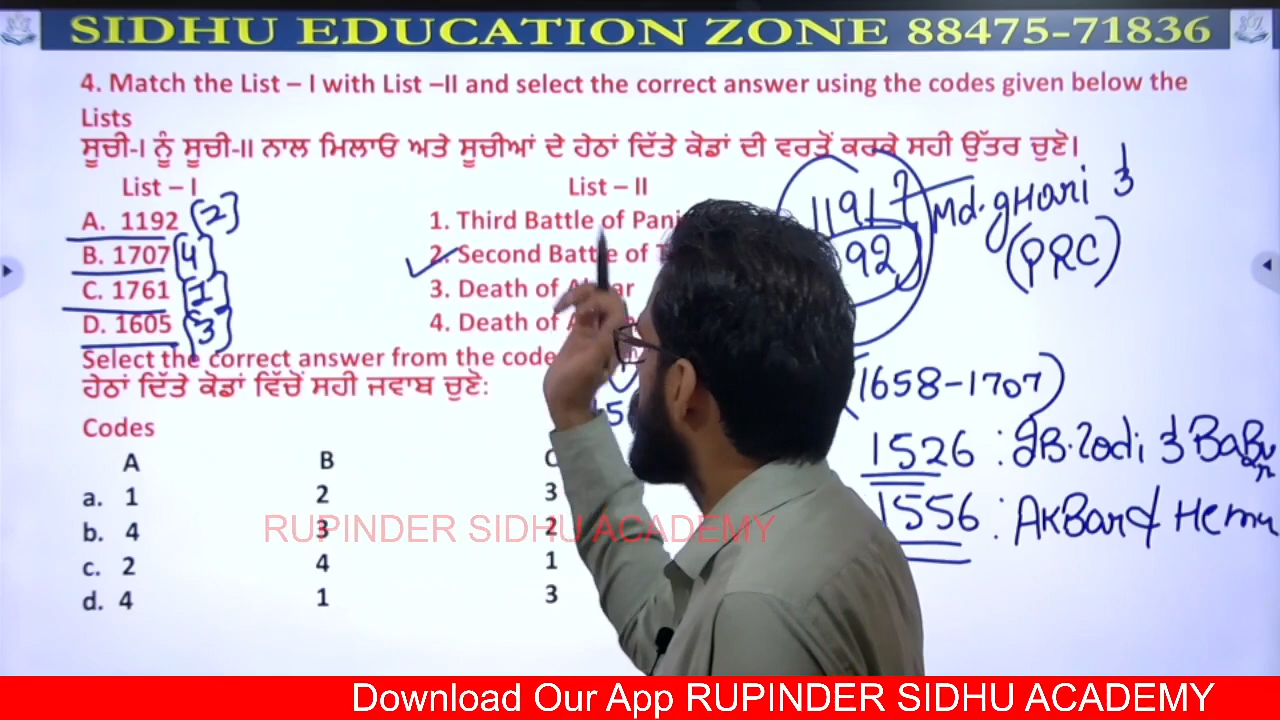 SIDHU EDUCATION ZONE 88475-71836
4. Match the List – I with List –II and select the correct answer using the codes given below the
Lists
ਸੂਚੀ-I ਨੂੰ ਸੂਚੀ-II ਨਾਲ ਮਿਲਾਓ ਅਤੇ ਸੂਚੀਆਂ ਦੇ ਹੇਠਾਂ ਦਿੱਤੇ ਕੋਡਾਂ ਦੀ ਵਰਤੋਂ ਕਰਕੇ ਸਹੀ ਉੱਤਰ ਚੁਣੋ।
List – I List – II
A. 1192 (2) 1. Third Battle of
B. 1707 (4) 2. Second Battle of
C. 1761 (1) 3. Death of
D. 1605 (3) 4. Death of
1191 Md. gHori ਤੇ
92 (PRC)
Select the correct answer from the
ਹੇਠਾਂ ਦਿੱਤੇ ਕੋਡਾਂ ਵਿੱਚੋਂ ਸਹੀ ਜਵਾਬ ਚੁਣੋ:
(1658-1707)
Codes
1526 : IB. Lodi ਤੇ BaBur
A B C
a. 1 2 3
1556 : AKBar ਤੇ Hemu
b. 4 3 2
c. 2 4 1
d. 4 1 3
RUPINDER SIDHU ACADEMY
Download Our App RUPINDER SIDHU ACADEMY